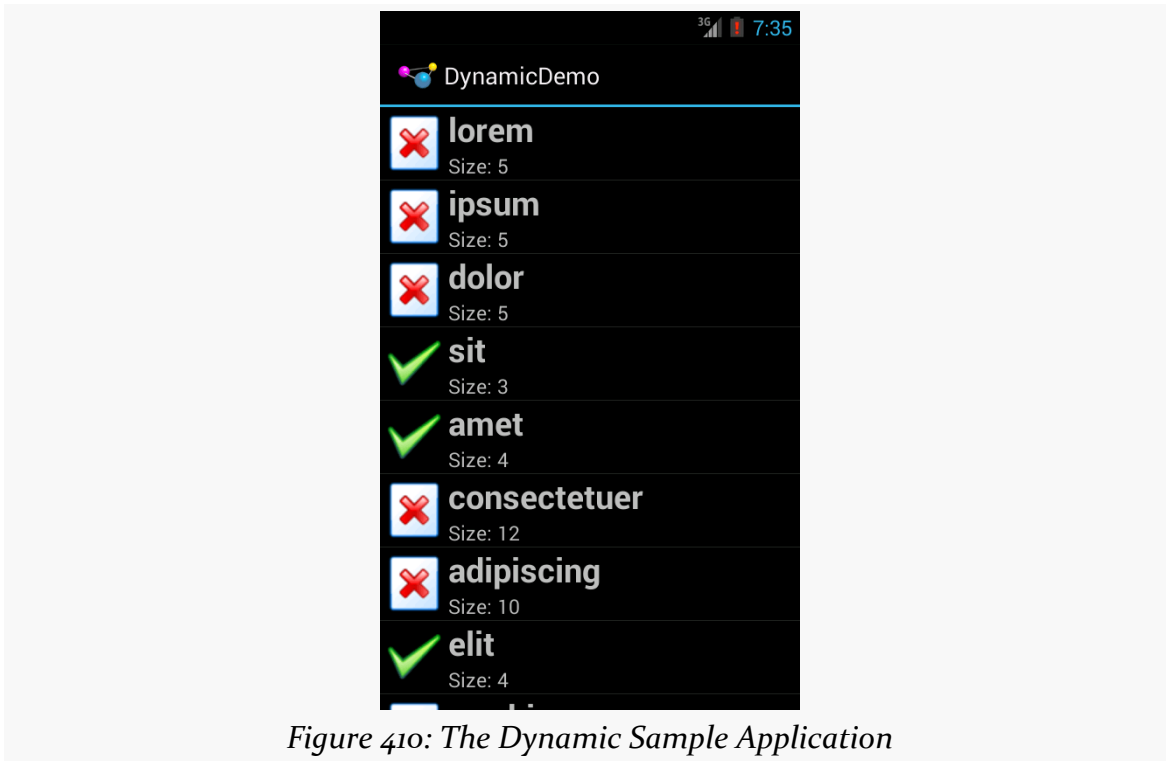 3G 7:35
DynamicDemo
lorem
Size: 5
ipsum
Size: 5
dolor
Size: 5
sit
Size: 3
amet
Size: 4
consectetuer
Size: 12
adipiscing
Size: 10
elit
Size: 4
Figure 410: The Dynamic Sample Application